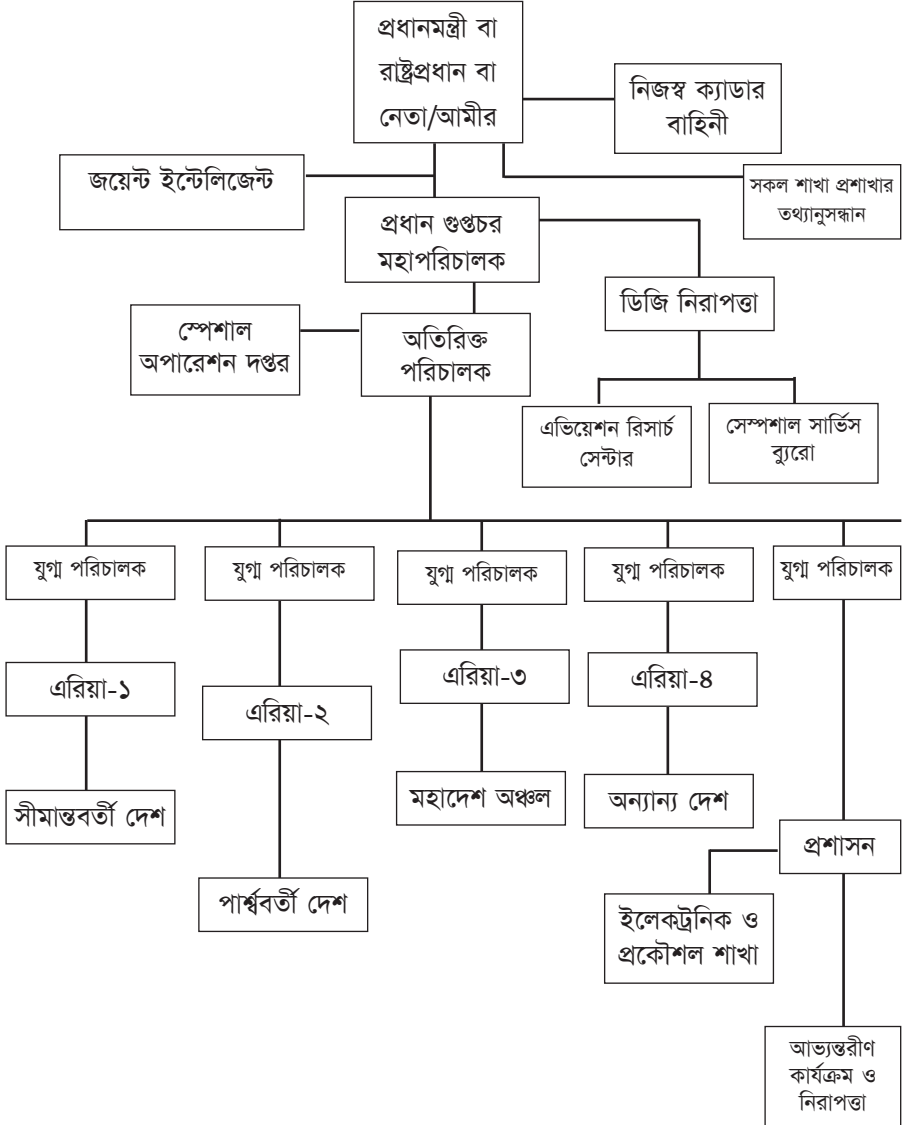 প্রধানমন্ত্রী বা
রাষ্ট্রপ্রধান বা
নেতা/আমীর
নিজস্ব ক্যাডার
বাহিনী
জয়েন্ট ইন্টেলিজেন্ট
সকল শাখা প্রশাখার
তথ্যানুসন্ধান
প্রধান গুপ্তচর
মহাপরিচালক
ডিজি নিরাপত্তা
স্পেশাল
অপারেশন দপ্তর
অতিরিক্ত
পরিচালক
এভিয়েশন রিসার্চ
সেন্টার
সেস্পশাল সার্ভিস
ব্যুরো
যুগ্ম পরিচালক
যুগ্ম পরিচালক
যুগ্ম পরিচালক
যুগ্ম পরিচালক
যুগ্ম পরিচালক
এরিয়া-১
এরিয়া-২
এরিয়া-৩
এরিয়া-৪
সীমান্তবর্তী দেশ
মহাদেশ অঞ্চল
অন্যান্য দেশ
প্রশাসন
পার্শ্ববর্তী দেশ
ইলেকট্রনিক ও
প্রকৌশল শাখা
আভ্যন্তরীণ
কার্যক্রম ও
নিরাপত্তা